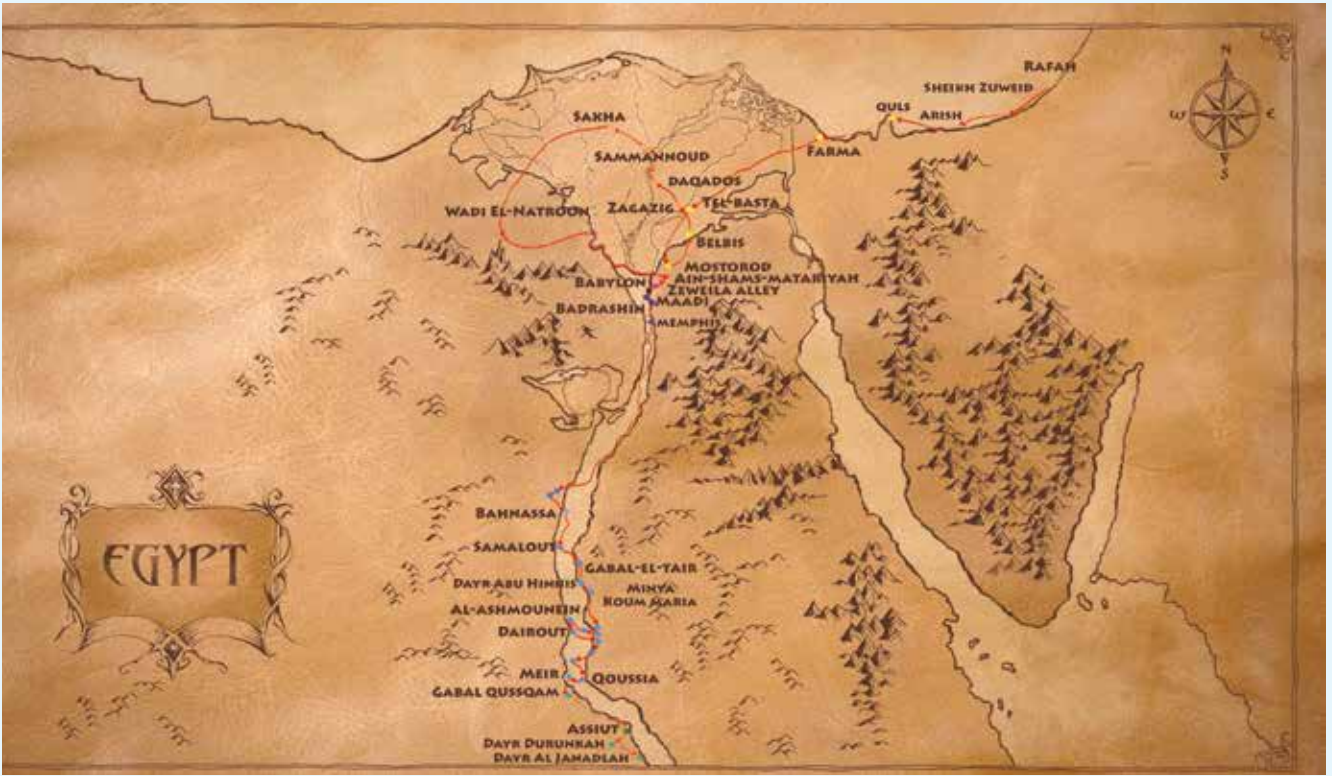 N
RAFAH
SHEIKH ZUWEID
QULS
ARISH
W
E
SAKHA
S
FARMA
SAMMANNOUD
DAQADOS
TEL-BASTA
ZAGAZIG
WADI EL-NATROON
BELBIS
MOSTOROD
AIN-SHAMS-MATARIYAH
BABYLON
ZEWEILA ALLEY
MAADI
BADRASHIN
MEMPHIS
BAHNASSA
SAMALOUT
EGYPT
GABAL-EL-TAIR
DAYR ABU HINNIS
MINYA
KOUM MARIA
AL-ASHMOUNEIN
DAIROUT
MEIR
QOUSSIA
GABAL QUSSQAM
ASSIUT
DAYR DURUNKAH
DAYR AL JANADLAH